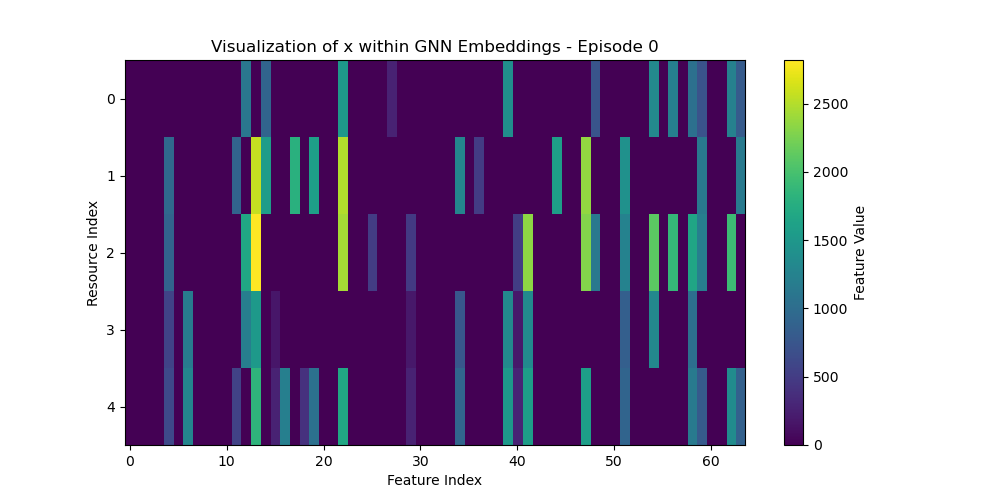 Visualization of x within GNN Embeddings - Episode 0
Resource Index
0
1
2
3
4
0 10 20 30 40 50 60
Feature Index
2500
2000
1500
1000
500
0
Feature Value